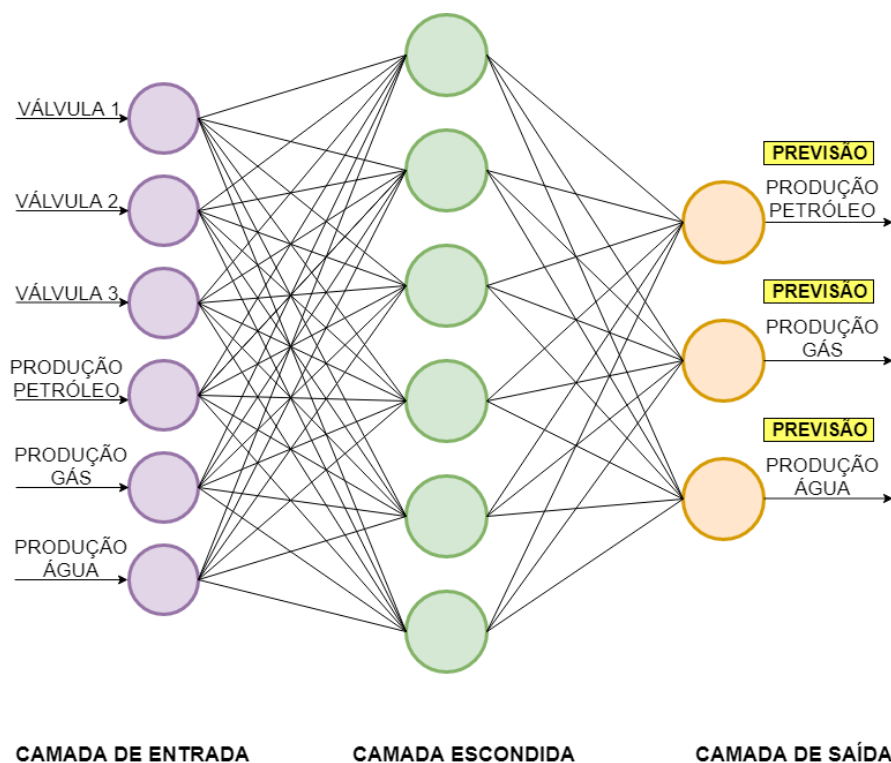 VÁLVULA 1
VÁLVULA 2
VÁLVULA 3
PRODUÇÃO
PETRÓLEO
PRODUÇÃO
GÁS
PRODUÇÃO
ÁGUA
PREVISÃO
PRODUÇÃO
PETRÓLEO
PREVISÃO
PRODUÇÃO
GÁS
PREVISÃO
PRODUÇÃO
ÁGUA
CAMADA DE ENTRADA
CAMADA ESCONDIDA
CAMADA DE SAÍDA